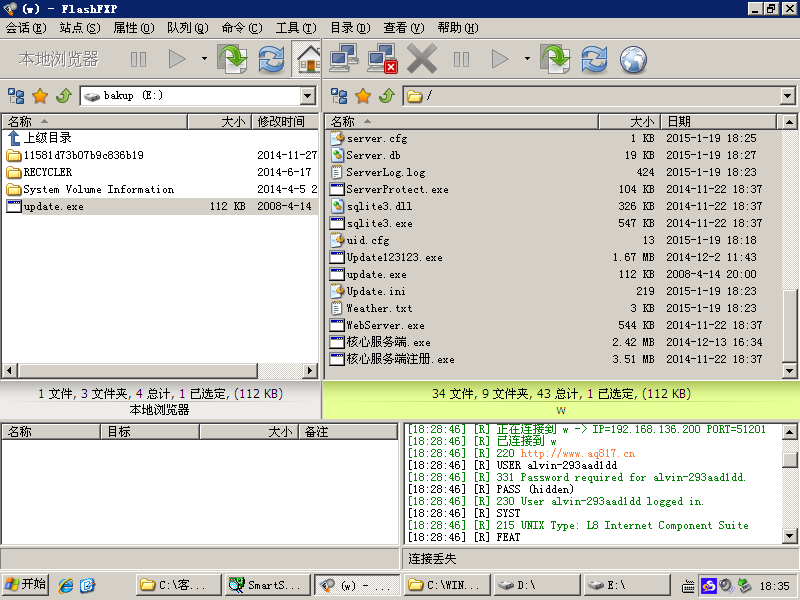 (w) - FlashFXP
会话(E) 站点(S) 属性(O) 队列(Q) 命令(C) 工具(T) 目录(D) 查看(V) 帮助(H)
本地浏览器
bakup (E:)
/
名称 大小 修改时间
上级目录
11581d73b07b9c836b19 2014-11-27
RECYCLER 2014-6-17
System Volume Information 2014-4-5 2
update.exe 112 KB 2008-4-14
名称 大小 日期
server.cfg 1 KB 2015-1-19 18:25
Server.db 19 KB 2015-1-19 18:27
ServerLog.log 424 2015-1-19 18:23
ServerProtect.exe 104 KB 2014-11-22 18:37
sqlite3.dll 326 KB 2014-11-22 18:37
sqlite3.exe 547 KB 2014-11-22 18:37
uid.cfg 13 2015-1-19 18:18
Update123123.exe 1.67 MB 2014-12-2 11:43
update.exe 112 KB 2008-4-14 20:00
Update.ini 219 2015-1-19 18:23
Weather.txt 3 KB 2015-1-19 18:23
WebServer.exe 544 KB 2014-11-22 18:37
核心服务端.exe 2.42 MB 2014-12-13 16:34
核心服务端注册.exe 3.51 MB 2014-11-22 18:37
1 文件, 3 文件夹, 4 总计, 1 已选定, (112 KB)
本地浏览器
34 文件, 9 文件夹, 43 总计, 1 已选定, (112 KB)
w
名称 目标 大小 备注
[18:28:46] [R] 正在连接到 w -> IP=192.168.136.200 PORT=51201
[18:28:46] [R] 已连接到 w
[18:28:46] [R] 220 http://www.aq817.cn
[18:28:46] [R] USER alvin-293aad1dd
[18:28:46] [R] 331 Password required for alvin-293aad1dd.
[18:28:46] [R] PASS (hidden)
[18:28:46] [R] 230 User alvin-293aad1dd logged in.
[18:28:46] [R] SYST
[18:28:46] [R] 215 UNIX Type: L8 Internet Component Suite
[18:28:46] [R] FEAT
连接丢失
开始 C:\客... SmartS... (w) - ... C:\WIN... D:\ E:\ 18:35